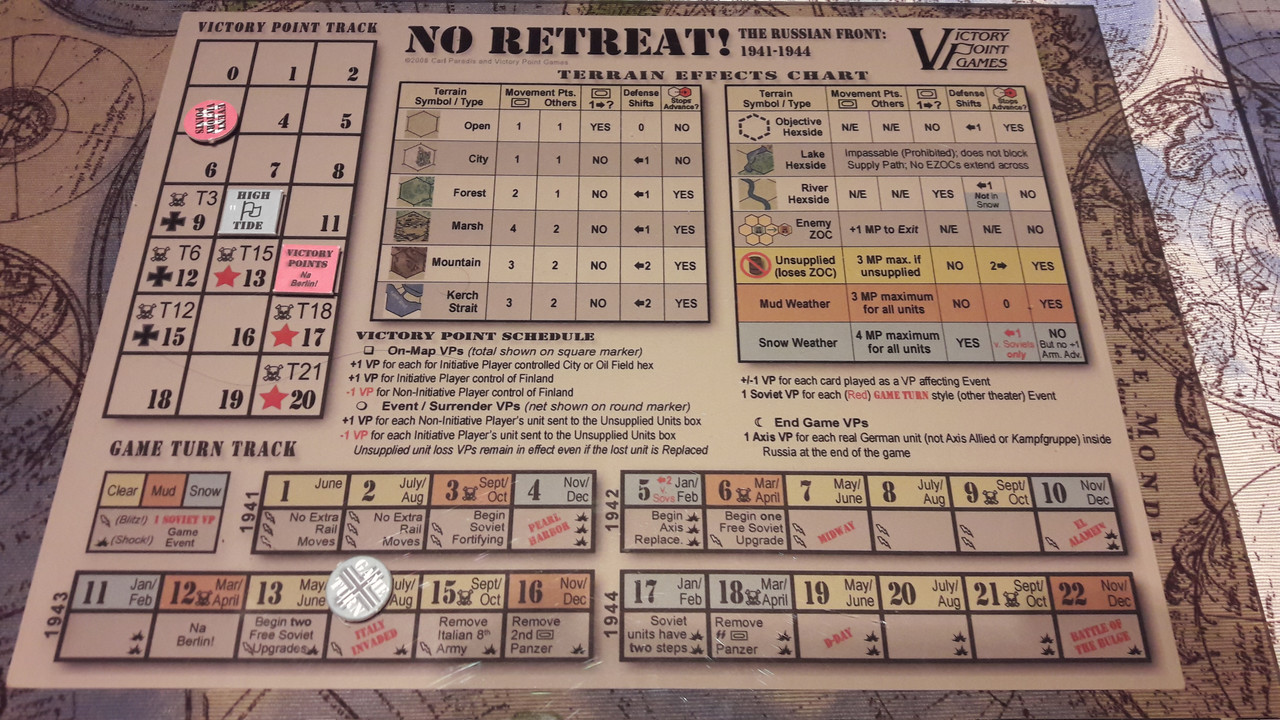 VICTORY POINT TRACK
0 1 2
4 5
6 7 8
T3 9
HIGH TIDE
11
T6 12
T15 13
VICTORY POINTS
Na Berlin!
T12 15
16
T18 17
18 19
T21 20
NO RETREAT!
THE RUSSIAN FRONT:
1941-1944
©2008 Carl Paradis and Victory Point Games
VICTORY
POINT
GAMES
TERRAIN EFFECTS CHART
Terrain Symbol / Type Movement Pts. Others 1➡? Defense Shifts Stops Advance?
Open 1 1 YES 0 NO
City 1 1 NO ⬅1 NO
Forest 2 1 NO ⬅1 YES
Marsh 4 2 NO ⬅1 YES
Mountain 3 2 NO ⬅2 YES
Kerch Strait 3 2 NO ⬅2 YES
Terrain Symbol / Type Movement Pts. Others 1➡? Defense Shifts Stops Advance?
Objective Hexside N/E N/E NO ⬅1 YES
Lake Hexside Impassable (Prohibited); does not block
Supply Path; No EZOCs extend across
River Hexside N/E N/E YES ⬅1 Not in Snow NO
Enemy ZOC +1 MP to Exit N/E N/E NO
Unsupplied (loses ZOC) 3 MP max. if unsupplied NO 2➡ YES
Mud Weather 3 MP maximum for all units NO 0 YES
Snow Weather 4 MP maximum for all units YES ⬅1 v. Soviets only NO But no +1 Arm. Adv.
VICTORY POINT SCHEDULE
On-Map VPs (total shown on square marker)
+1 VP for each for Initiative Player controlled City or Oil Field hex
+1 VP for Initiative Player control of Finland
-1 VP for Non-Initiative Player control of Finland
Event / Surrender VPs (net shown on round marker)
+1 VP for each Non-Initiative Player's unit sent to the Unsupplied Units box
-1 VP for each Initiative Player's unit sent to the Unsupplied Units box
Unsupplied unit loss VPs remain in effect even if the lost unit is Replaced
+/-1 VP for each card played as a VP affecting Event
1 Soviet VP for each (Red) GAME TURN style (other theater) Event
End Game VPs
1 Axis VP for each real German unit (not Axis Allied or Kampfgruppe) inside
Russia at the end of the game
GAME TURN TRACK
Clear Mud Snow
(Blitz!) 1 SOVIET VP
(Shock!) Game Event
1941
1 June
2 July/Aug
3 Sept/Oct
4 Nov/Dec
No Extra Rail Moves
No Extra Rail Moves
Begin Soviet Fortifying
PEARL HARBOR
1942
5 ⬅2 v. Sovs Jan/Feb
6 Mar/April
7 May/June
8 July/Aug
9 Sept/Oct
10 Nov/Dec
Begin Axis Replace.
Begin one Free Soviet Upgrade
MIDWAY
EL ALAMEIN
1943
11 Jan/Feb
12 Mar/April
13 May/June
GAME TURN
July/Aug
15 Sept/Oct
16 Nov/Dec
Na Berlin!
Begin two Free Soviet Upgrades
ITALY INVADED
Remove Italian 8th Army
Remove 2nd Panzer
1944
17 Jan/Feb
18 Mar/April
19 May/June
20 July/Aug
21 Sept/Oct
22 Nov/Dec
Soviet units have two steps
Remove Panzer
D-DAY
BATTLE OF THE BULGE